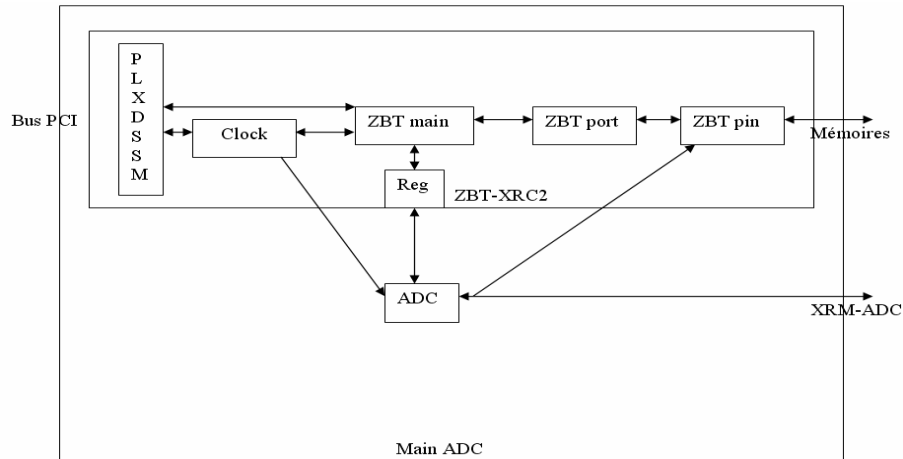 P
L
X
D
S
S
M
Bus PCI
Clock
ZBT main
ZBT port
ZBT pin
Mémoires
Reg
ZBT-XRC2
ADC
XRM-ADC
Main ADC